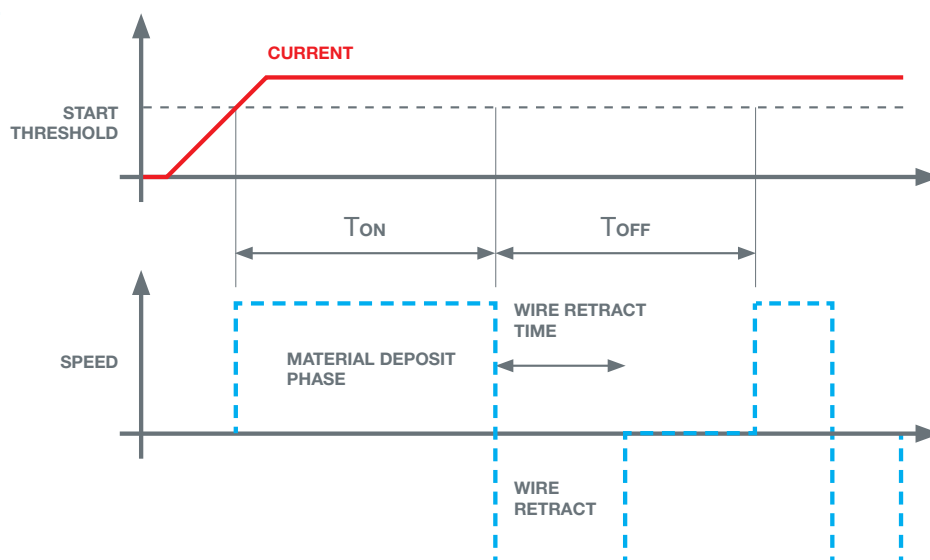 CURRENT
START
THRESHOLD
TON
TOFF
WIRE RETRACT
TIME
SPEED
MATERIAL DEPOSIT
PHASE
WIRE
RETRACT